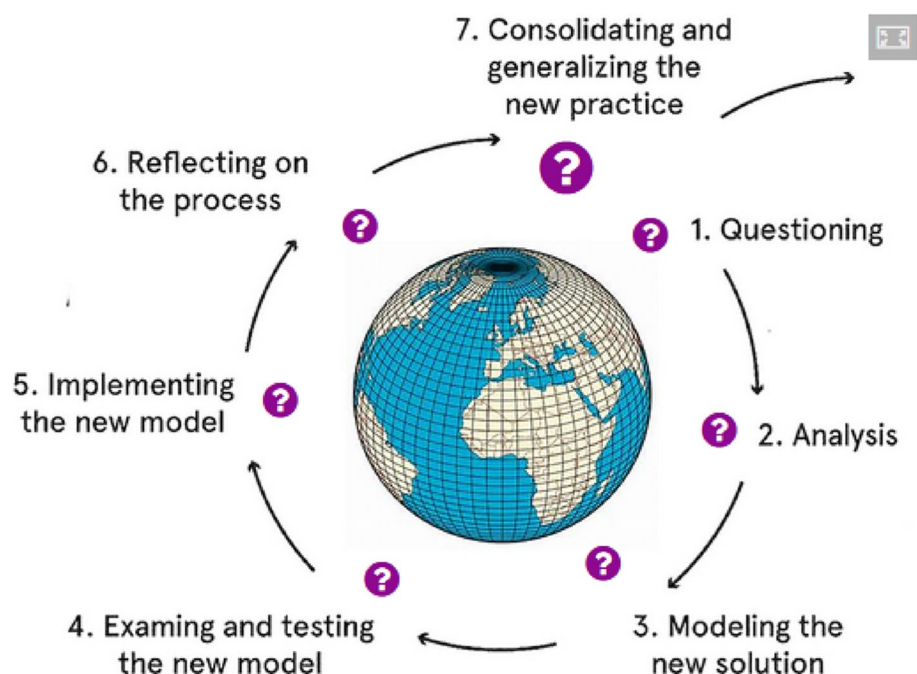 7. Consolidating and
generalizing the
new practice
?
6. Reflecting on
the process
?
?
1. Questioning
5. Implementing
the new model
?
?
2. Analysis
?
?
4. Examing and testing
the new model
3. Modeling the
new solution